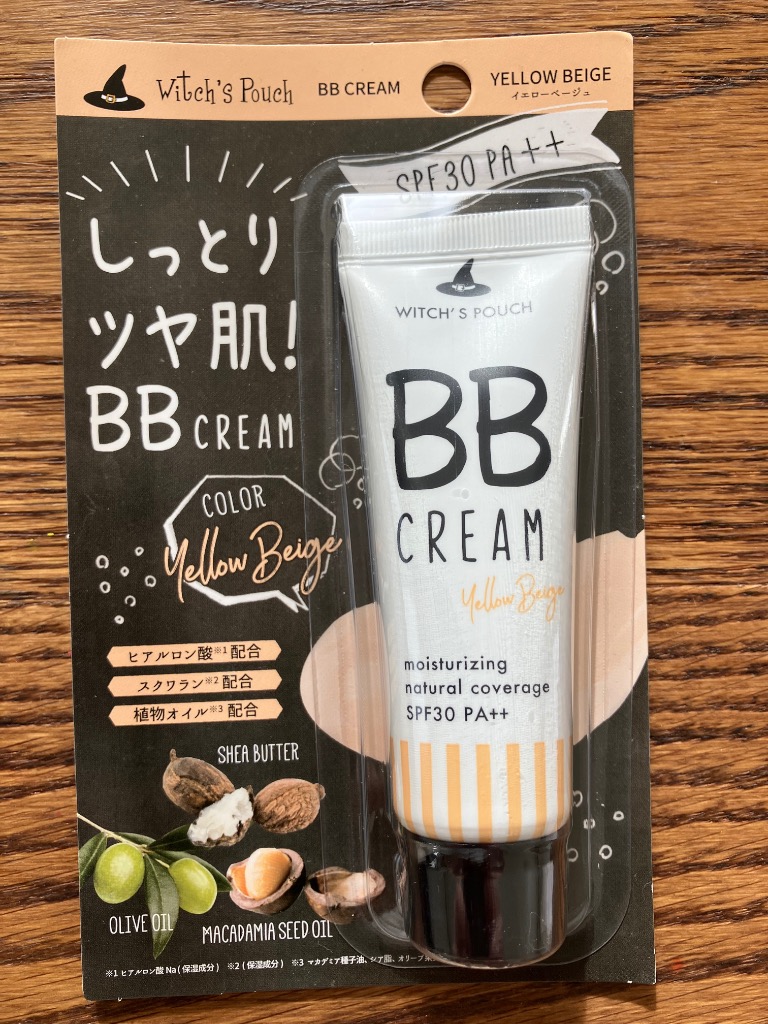 Witch's Pouch BB CREAM YELLOW BEIGE
イエローベージュ
SPF30 PA++
しっとり
ツヤ肌!
BB CREAM
COLOR
Yellow Beige
ヒアルロン酸※1配合
スクワラン※2配合
植物オイル※3配合
SHEA BUTTER
OLIVE OIL
MACADAMIA SEED OIL
※1 ヒアルロン酸Na(保湿成分) ※2(保湿成分) ※3 マカデミア種子油、シア脂、オリーブ
WITCH'S POUCH
BB
CREAM
Yellow Beige
moisturizing
natural coverage
SPF30 PA++